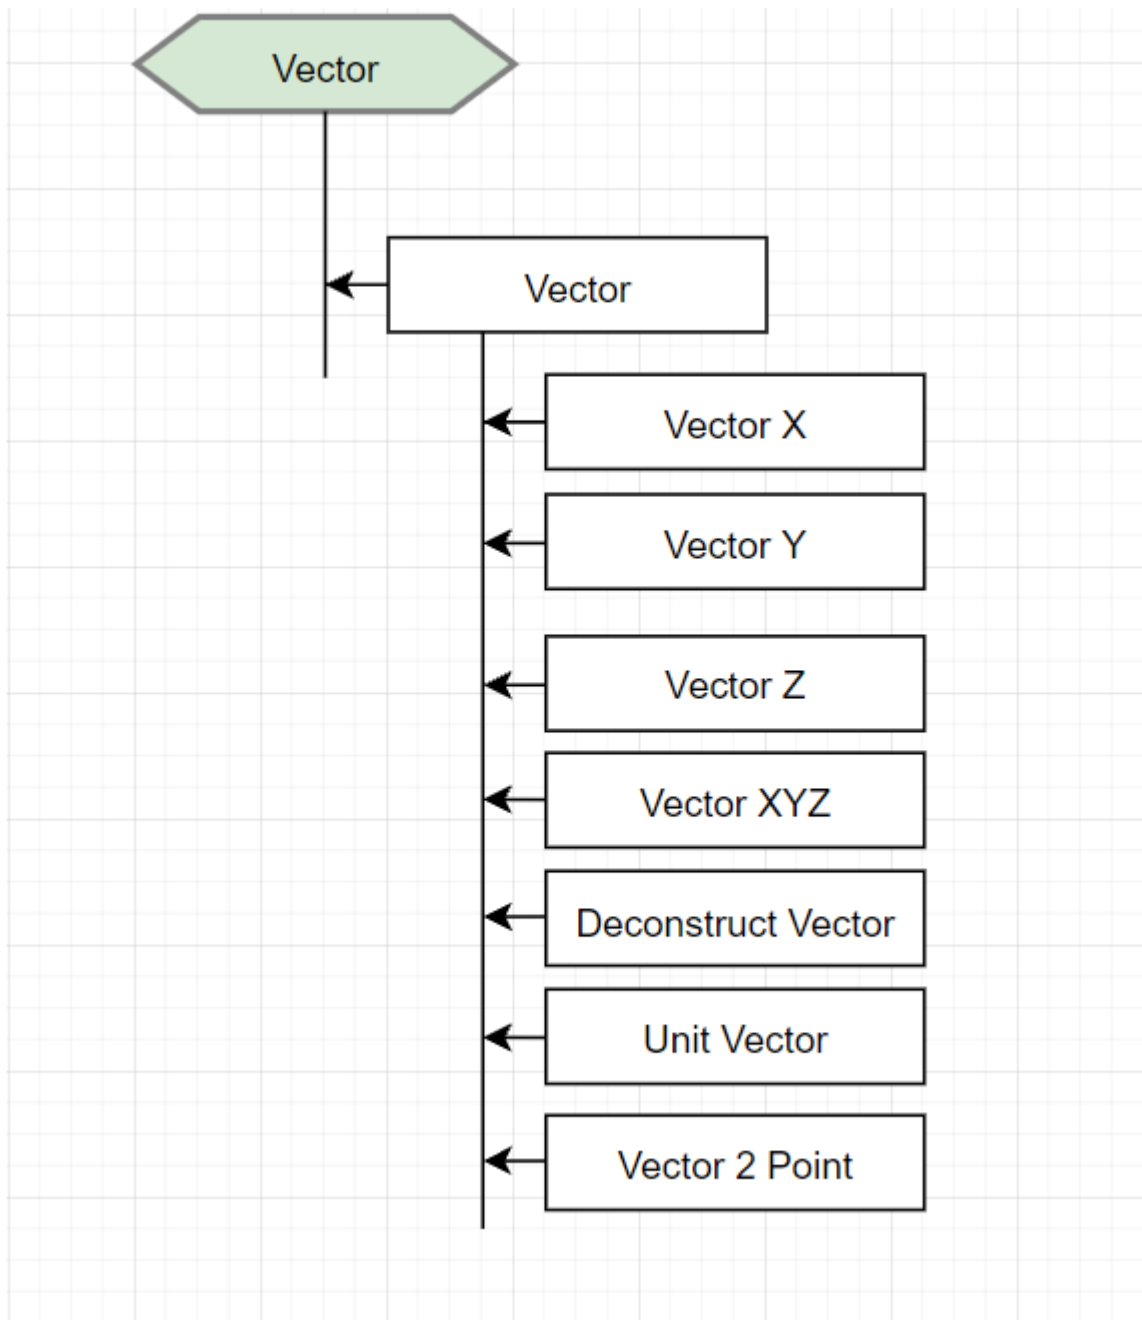 Vector
Vector
Vector X
Vector Y
Vector Z
Vector XYZ
Deconstruct Vector
Unit Vector
Vector 2 Point